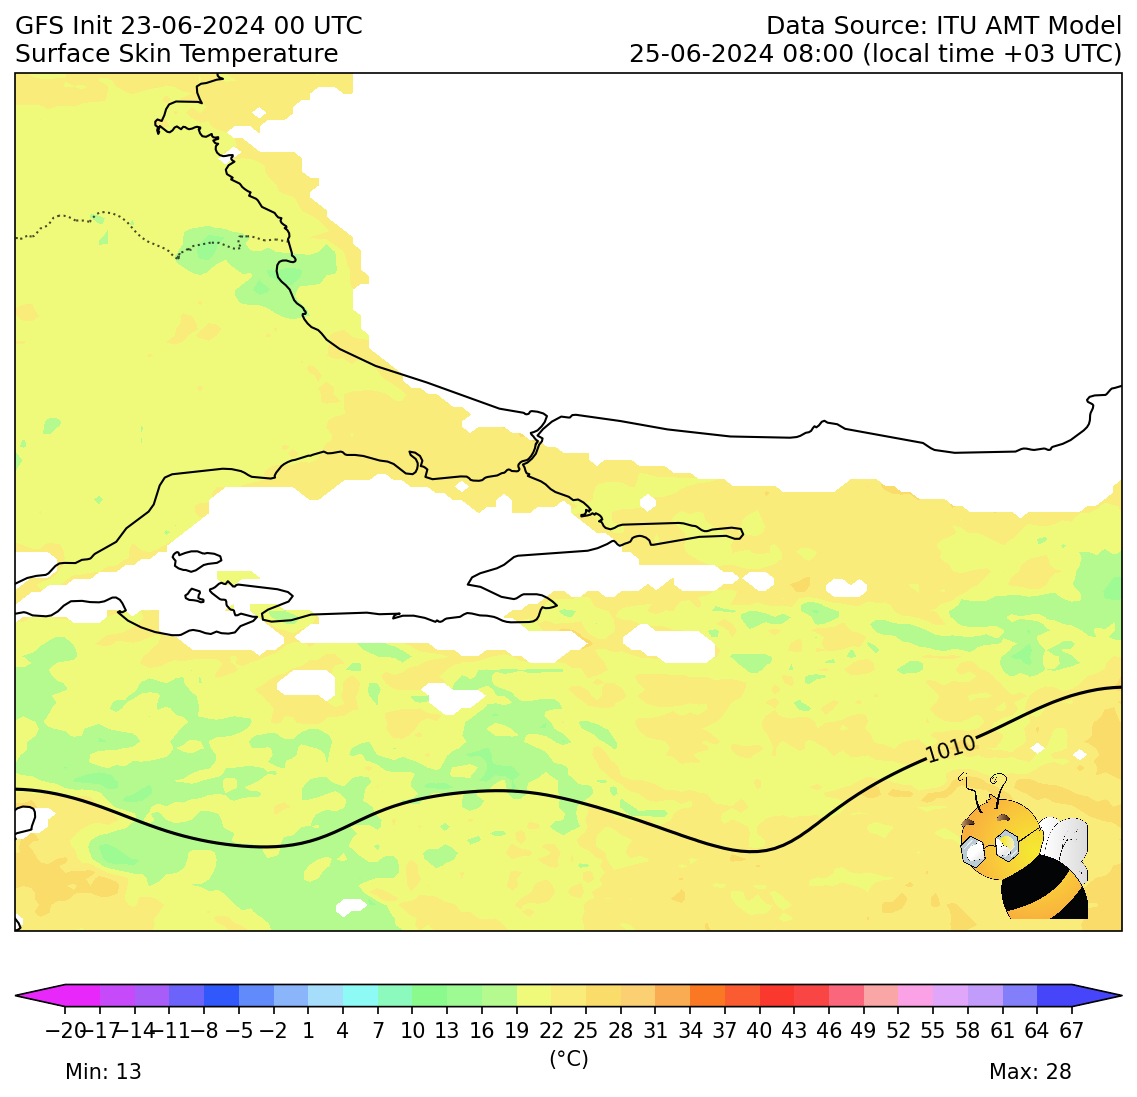 GFS Init 23-06-2024 00 UTC
Data Source: ITU AMT Model
Surface Skin Temperature
25-06-2024 08:00 (local time +03 UTC)
1010
−20 −17 −14 −11 −8 −5 −2 1 4 7 10 13 16 19 22 25 28 31 34 37 40 43 46 49 52 55 58 61 64 67
(°C)
Min: 13
Max: 28